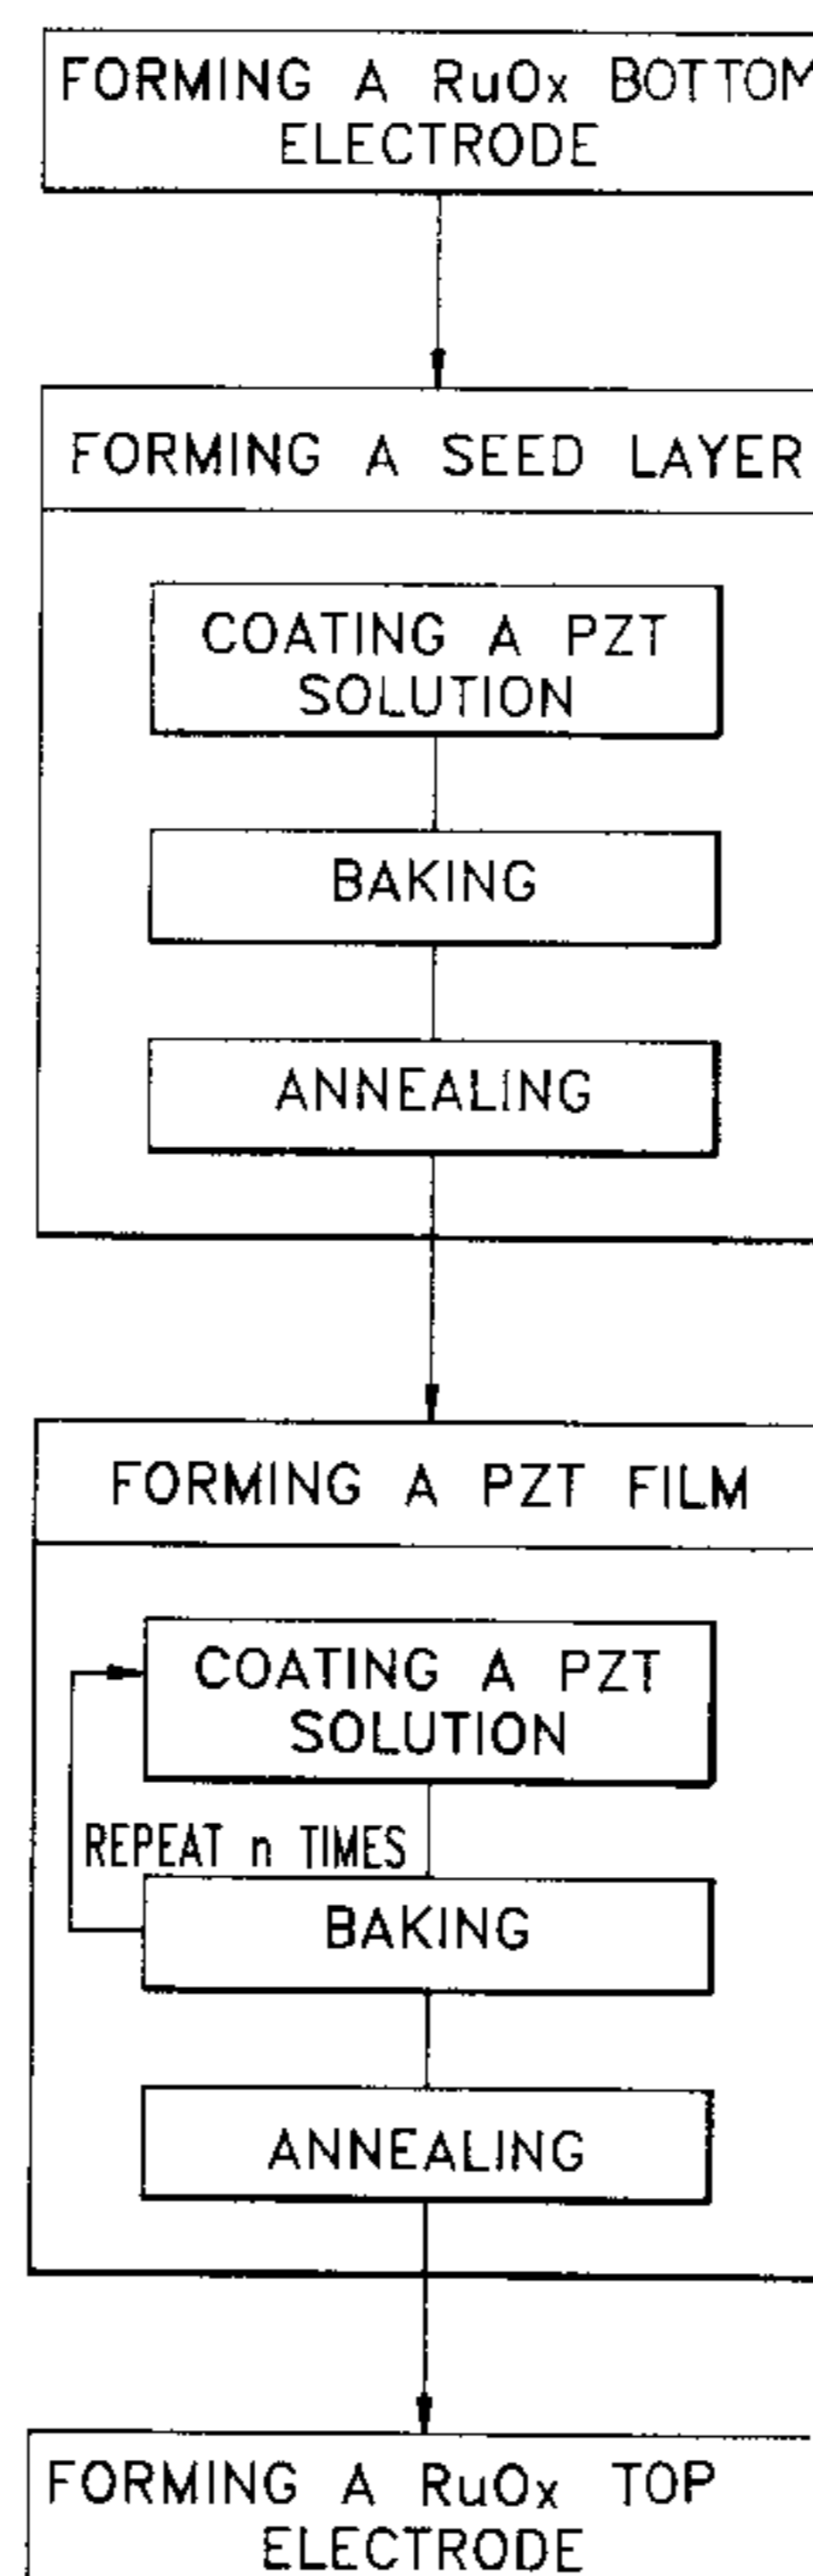 FORMING A RuOx BOTTOM
ELECTRODE
FORMING A SEED LAYER
COATING A PZT
SOLUTION
BAKING
ANNEALING
FORMING A PZT FILM
COATING A PZT
SOLUTION
REPEAT n TIMES
BAKING
ANNEALING
FORMING A RuOx TOP
ELECTRODE